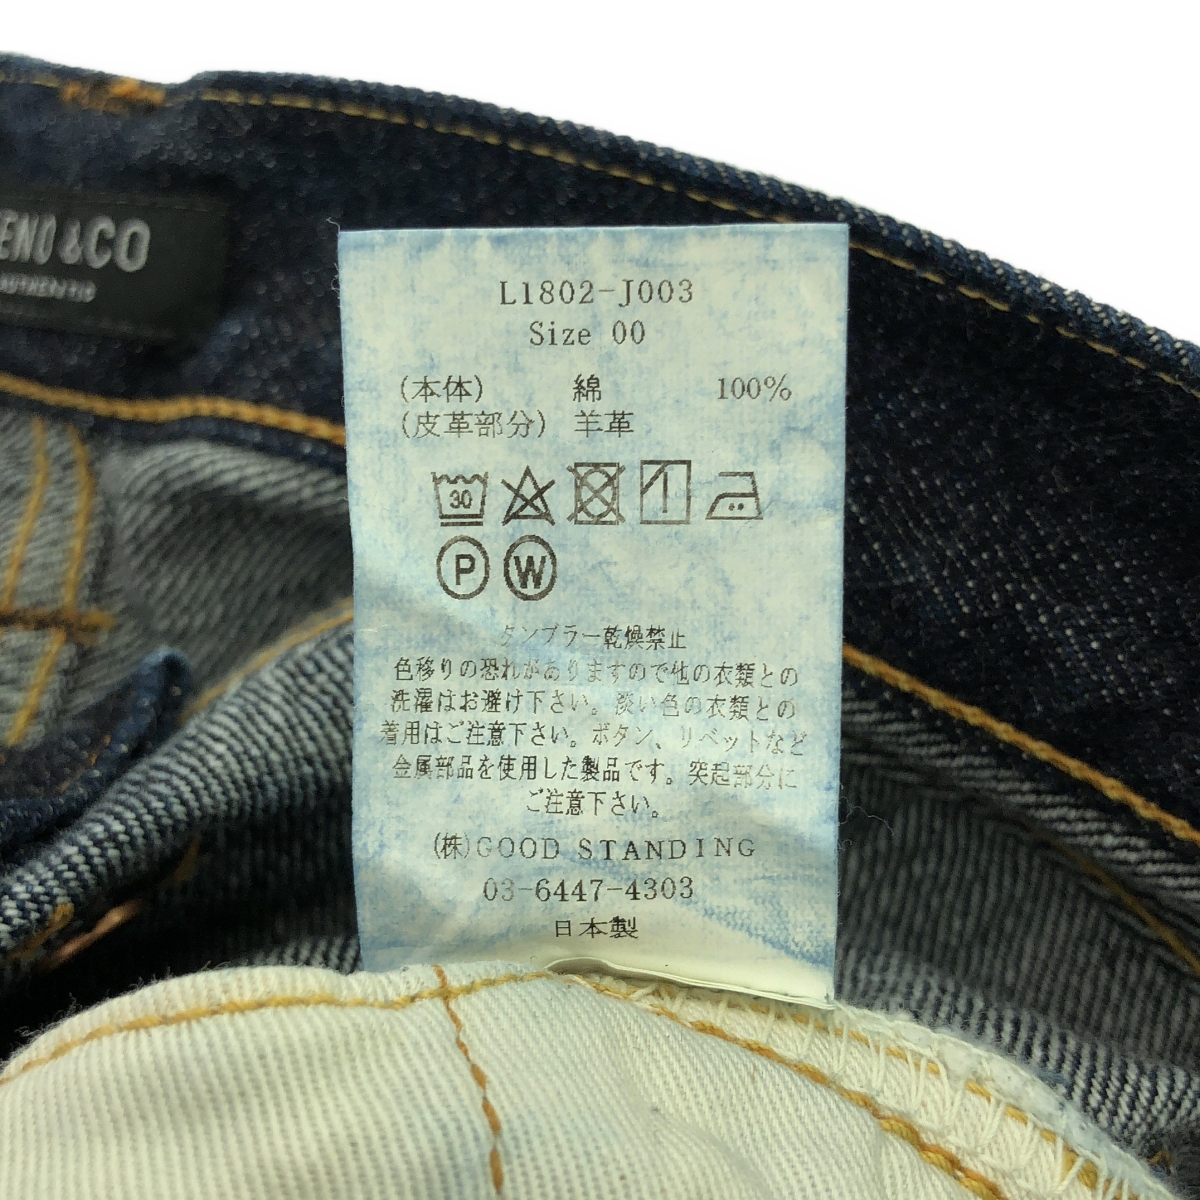 &CO
L1802-J003
Size 00
(本体) 綿 100%
(皮革部分) 羊革
30
P W
タンブラー乾燥禁止
色移りの恐れがありますので他の衣類との
洗濯はお避け下さい。淡い色の衣類との
着用はご注意下さい。ボタン、リベットなど
金属部品を使用した製品です。突起部分に
ご注意下さい。
(株)GOOD STANDING
03-6447-4303
日本製